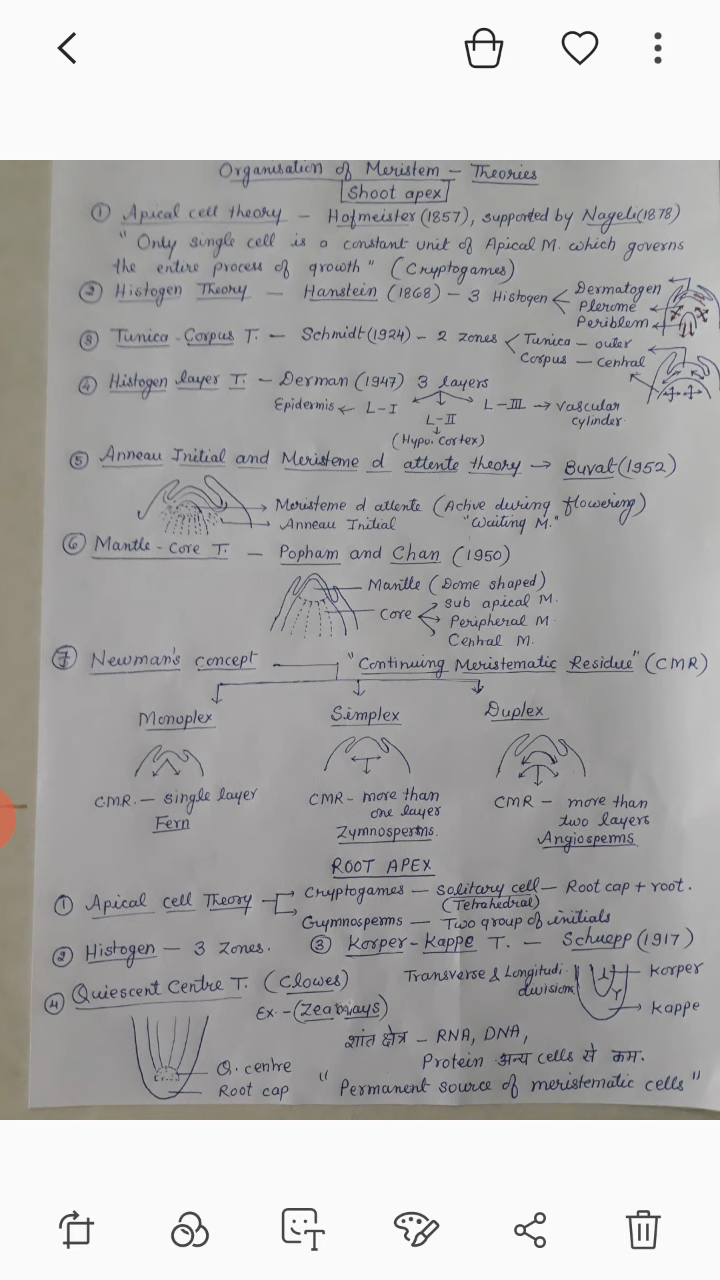 Organisation of Meristem - Theories
Shoot apex
① Apical cell theory - Hofmeister (1857), supported by Nageli (1878)
" Only single cell is a constant unit of Apical M. which governs
the entire process of growth " (Cryptogames)
② Histogen Theory - Hanstein (1868) - 3 Histogen
Dermatogen
Plerome
Periblem
③ Tunica-Corpus T. - Schmidt (1924) - 2 zones
Tunica - outer
Corpus - Central
④ Histogen layer T. - Derman (1947) 3 layers
Epidermis ← L-I
L-II
(Hypo. Cortex)
L-III → Vascular
cylinder.
⑤ Anneau Initial and Meristeme d attente theory → Buvat (1952)
Meristeme d attente (Active during flowering)
Anneau Initial "Waiting M."
⑥ Mantle-Core T. - Popham and Chan (1950)
Mantle (Dome shaped)
Core
Sub apical M.
Peripheral M
Central M.
⑦ Newman's concept "Continuing Meristematic Residue" (CMR)
Monoplex Simplex Duplex
CMR. - single layer
Fern
CMR - more than
one layer
Zymnosperms.
CMR - more than
two layers
Angiosperms
ROOT APEX
① Apical cell Theory
Cryptogames - solitary cell - Root cap + root.
(Tetrahedral)
Gymnosperms - Two group of initials
② Histogen - 3 Zones. ③ Korper-Kappe T. - Schuepp (1917)
④ Quiescent Centre T. (Clowes)
Transverse & Longitudi.
division
Korper
Kappe
Ex. - (Zea mays)
शांत क्षेत्र - RNA, DNA,
Protein अन्य cells से कम.
Q. centre
Root cap
" Permanent source of meristematic cells "